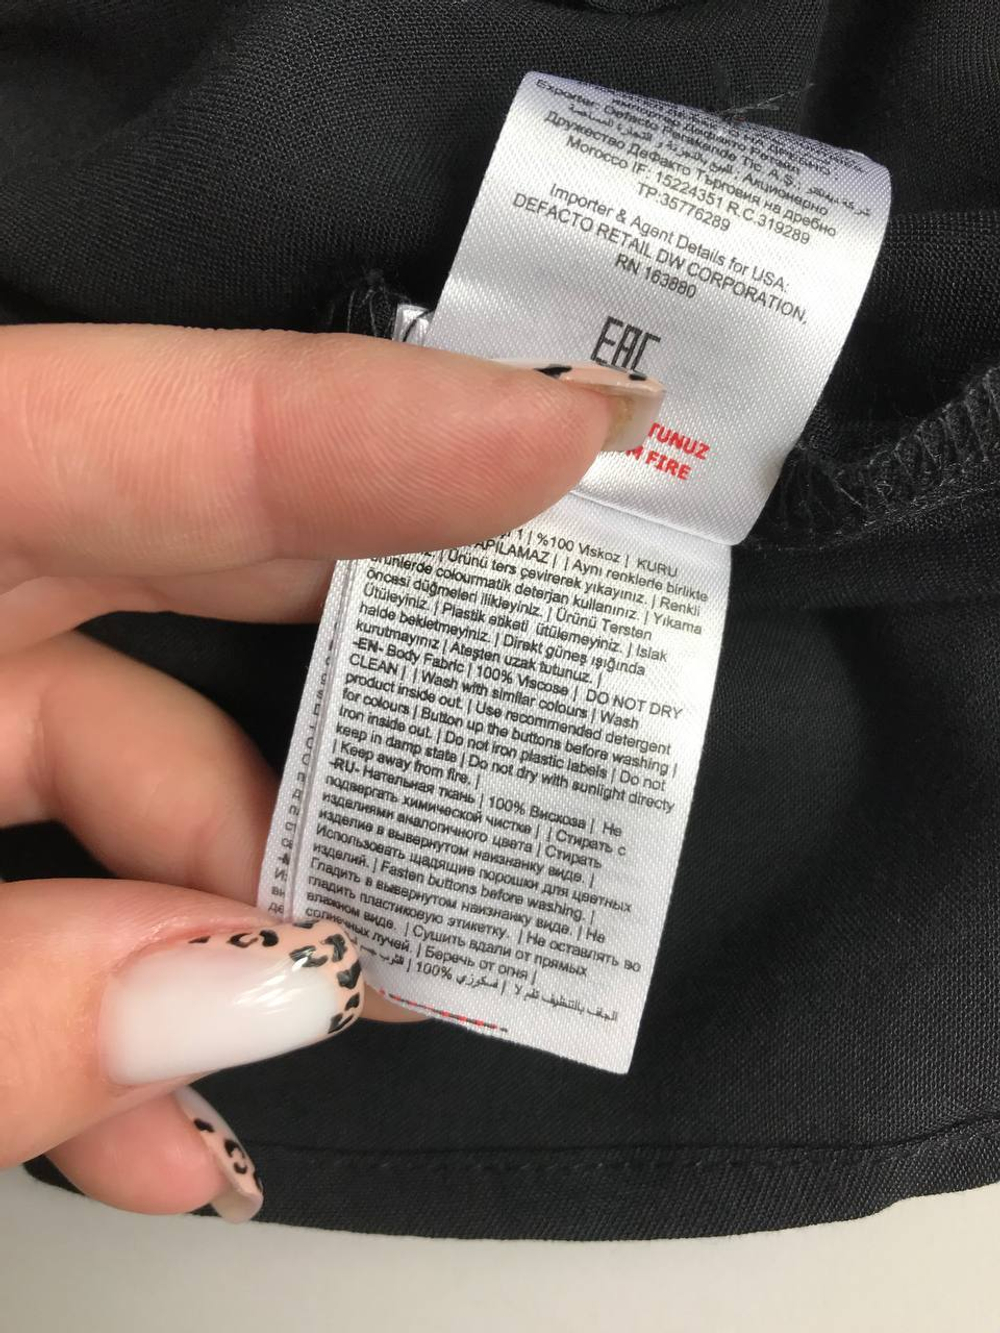 Exporter: Defacto Perakende Tic. A.Ş.
Дружество Дефакто Търговия на дребно
Morocco IF: 15224351 R.C.319289
TP:35776289
Importer & Agent Details for USA:
DEFACTO RETAIL DW CORPORATION,
RN 163880
EAC
TUNUZ
FIRE
1 | %100 Viskoz | KURU
APILAMAZ | | Aynı renklerle birlikte
Ürünü ters çevirerek yıkayınız. | Renkli
ürünlerde colourmatik deterjan kullanınız. | Yıkama
öncesi düğmeleri ilikleyiniz. | Ürünü Tersten
Ütüleyiniz. | Plastik etiketi ütülemeyiniz. | Islak
halde bekletmeyiniz. | Direkt güneş ışığında
kurutmayınız | Ateşten uzak tutunuz. |
-EN- Body Fabric | 100% Viscose | DO NOT DRY
CLEAN | | Wash with similar colours | Wash
product inside out. | Use recommended detergent
for colours | Button up the buttons before washing |
Iron inside out. | Do not iron plastic labels | Do not
keep in damp state | Do not dry with sunlight directy
| Keep away from fire. |
-RU- Нательная ткань | 100% Вискоза | Не
подвергать химической чистке | | Стирать с
изделиями аналогичного цвета | Стирать
изделие в вывернутом наизнанку виде. |
Использовать щадящие порошки для цветных
изделий. | Fasten buttons before washing. |
Гладить в вывернутом наизнанку виде. | Не
гладить пластиковую этикетку. | Не оставлять во
влажном виде. | Сушить вдали от прямых
солнечных лучей. | Беречь от огня |
100%